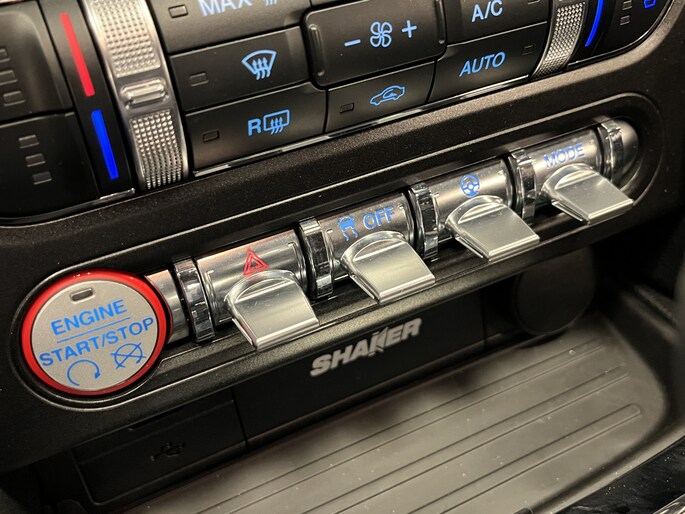 MAX
A/C
- +
AUTO
R
OFF
MODE
ENGINE
START/STOP
SHAKER